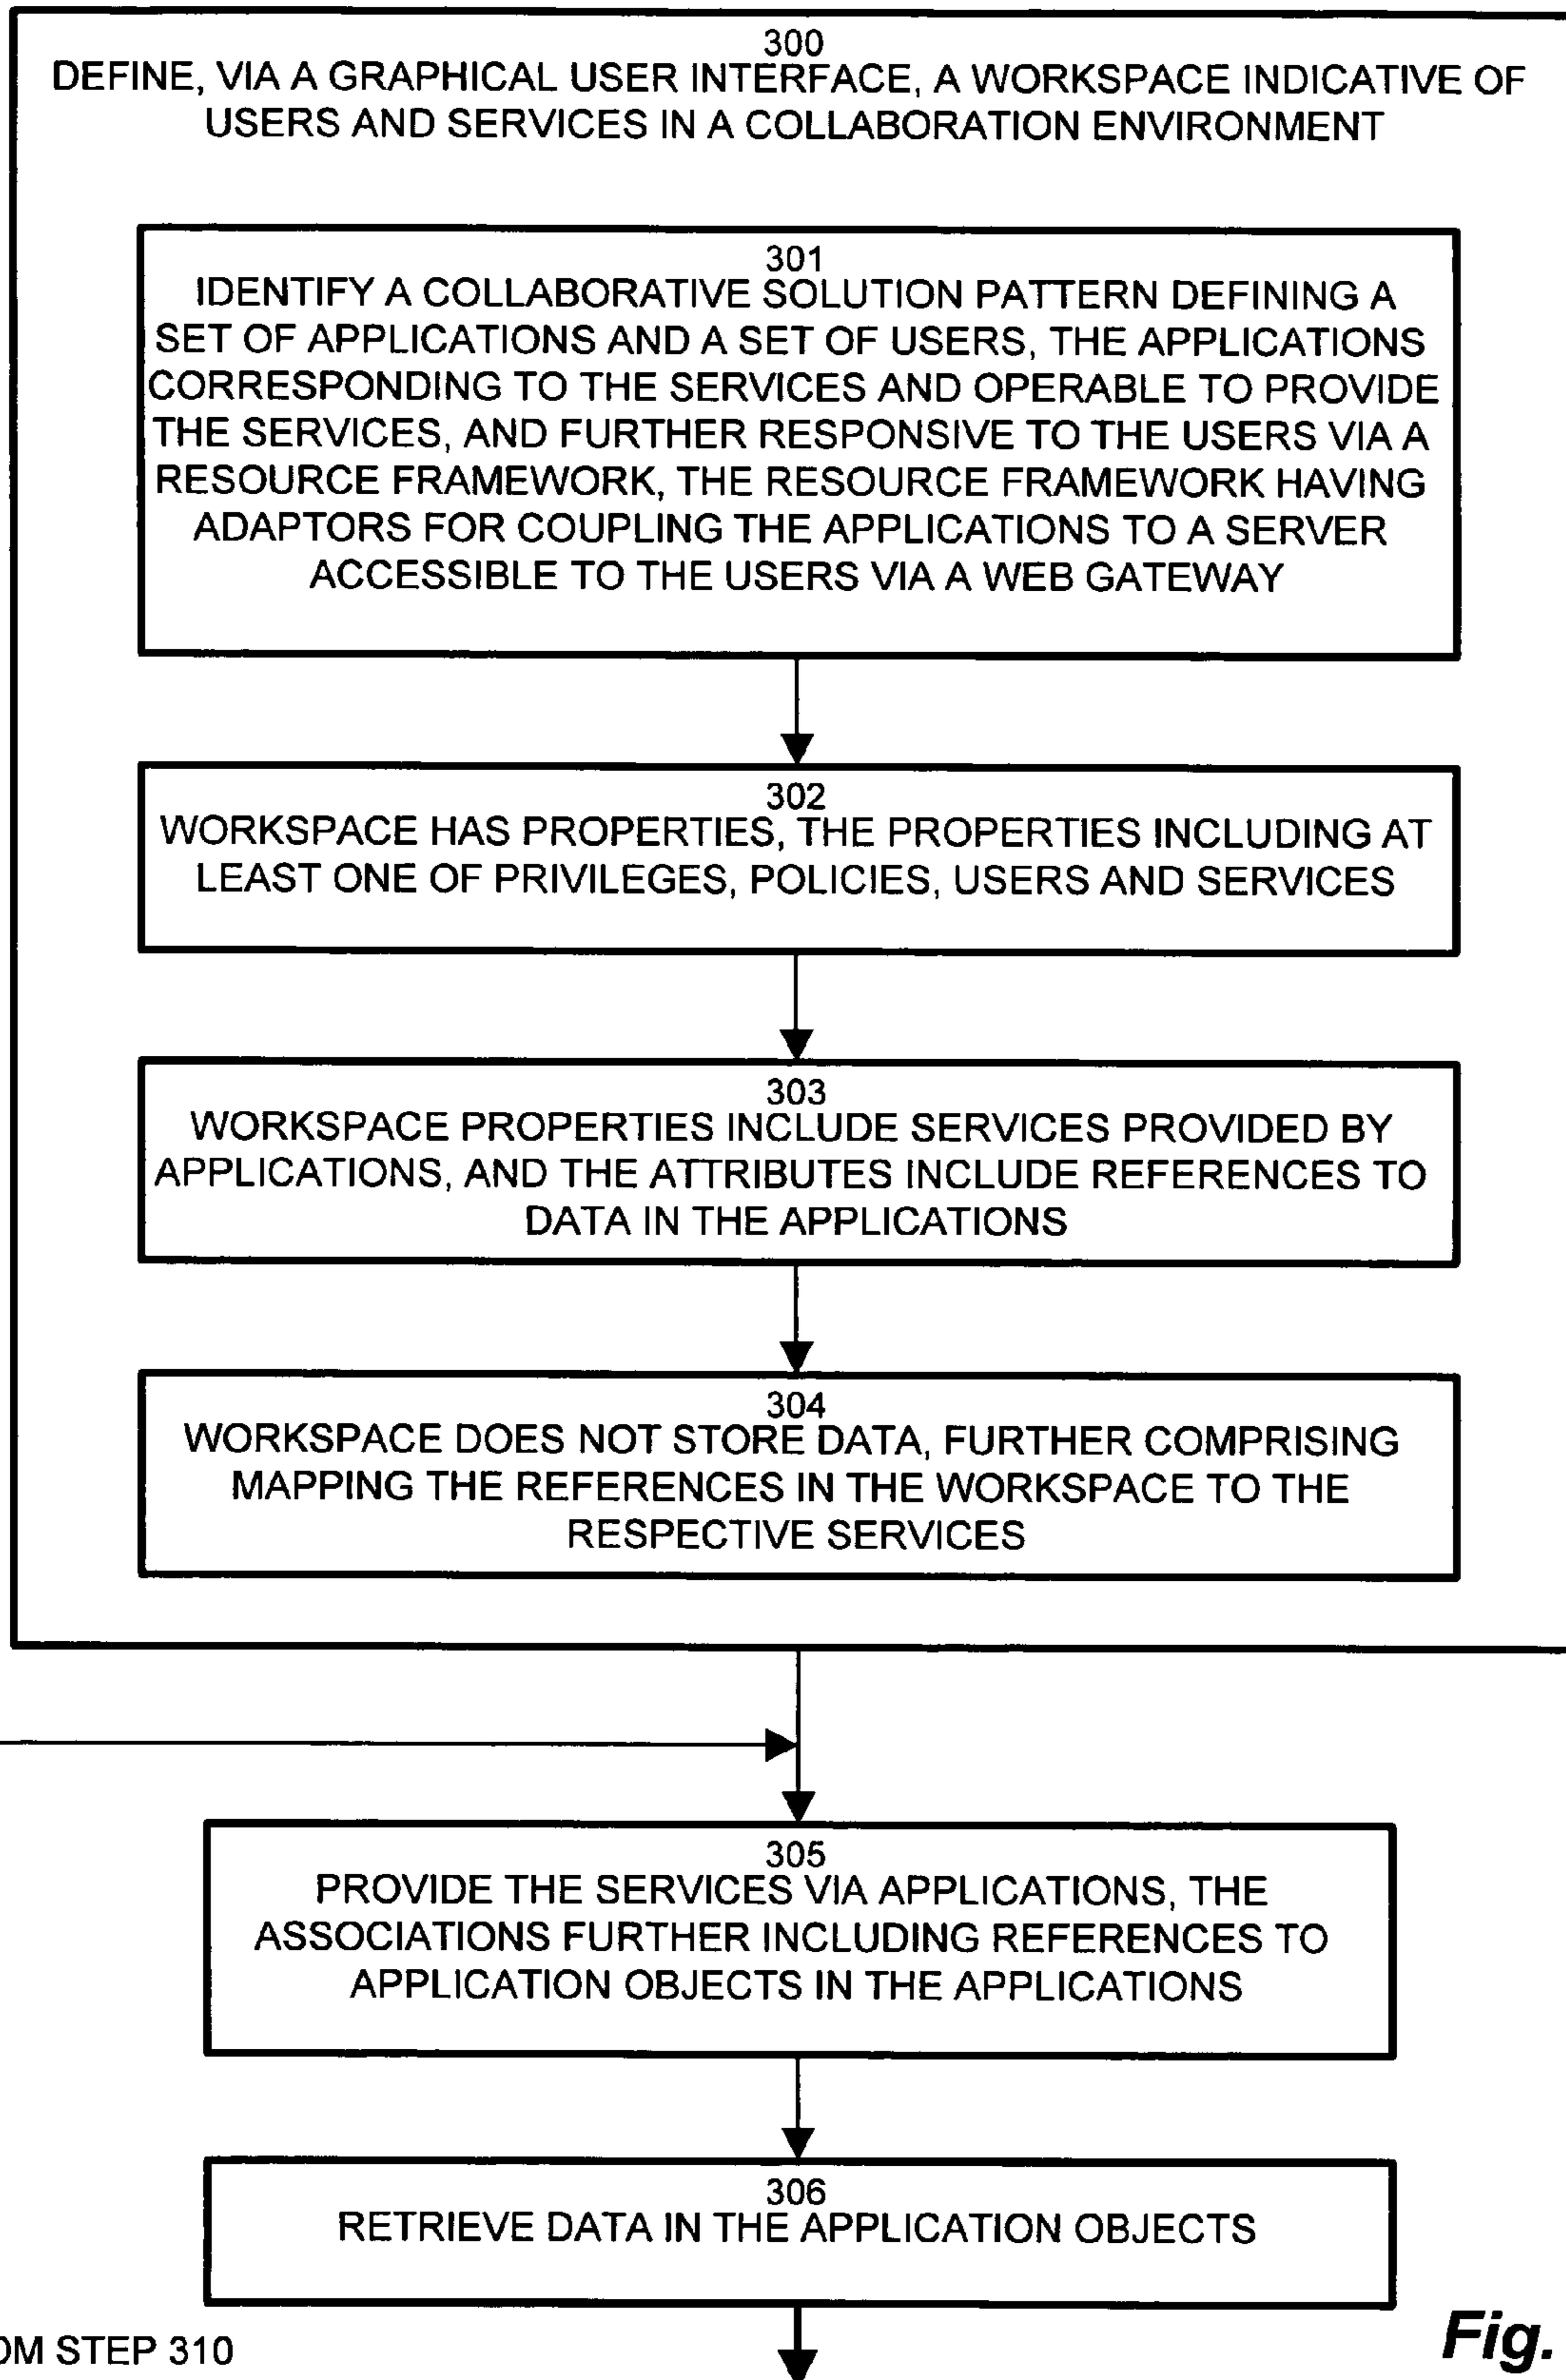 300
DEFINE, VIA A GRAPHICAL USER INTERFACE, A WORKSPACE INDICATIVE OF
USERS AND SERVICES IN A COLLABORATION ENVIRONMENT
301
IDENTIFY A COLLABORATIVE SOLUTION PATTERN DEFINING A
SET OF APPLICATIONS AND A SET OF USERS, THE APPLICATIONS
CORRESPONDING TO THE SERVICES AND OPERABLE TO PROVIDE
THE SERVICES, AND FURTHER RESPONSIVE TO THE USERS VIA A
RESOURCE FRAMEWORK, THE RESOURCE FRAMEWORK HAVING
ADAPTORS FOR COUPLING THE APPLICATIONS TO A SERVER
ACCESSIBLE TO THE USERS VIA A WEB GATEWAY
302
WORKSPACE HAS PROPERTIES, THE PROPERTIES INCLUDING AT
LEAST ONE OF PRIVILEGES, POLICIES, USERS AND SERVICES
303
WORKSPACE PROPERTIES INCLUDE SERVICES PROVIDED BY
APPLICATIONS, AND THE ATTRIBUTES INCLUDE REFERENCES TO
DATA IN THE APPLICATIONS
304
WORKSPACE DOES NOT STORE DATA, FURTHER COMPRISING
MAPPING THE REFERENCES IN THE WORKSPACE TO THE
RESPECTIVE SERVICES
305
PROVIDE THE SERVICES VIA APPLICATIONS, THE
ASSOCIATIONS FURTHER INCLUDING REFERENCES TO
APPLICATION OBJECTS IN THE APPLICATIONS
306
RETRIEVE DATA IN THE APPLICATION OBJECTS
OM STEP 310
Fig.